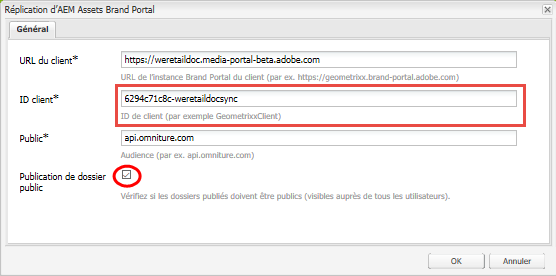 Réplication d'AEM Assets Brand Portal
Général
URL du client*
https://weretaildoc.media-portal-beta.adobe.com
URL de l'instance Brand Portal du client (par ex. https://geometrixx.brand-portal.adobe.com)
ID client*
6294c71c8c-weretaildocsync
ID de client (par exemple GeometrixxClient)
Public*
api.omniture.com
Audience (par ex. api.omniture.com)
Publication de dossier
public
Vérifiez si les dossiers publiés doivent être publics (visibles auprès de tous les utilisateurs).
OK
Annuler